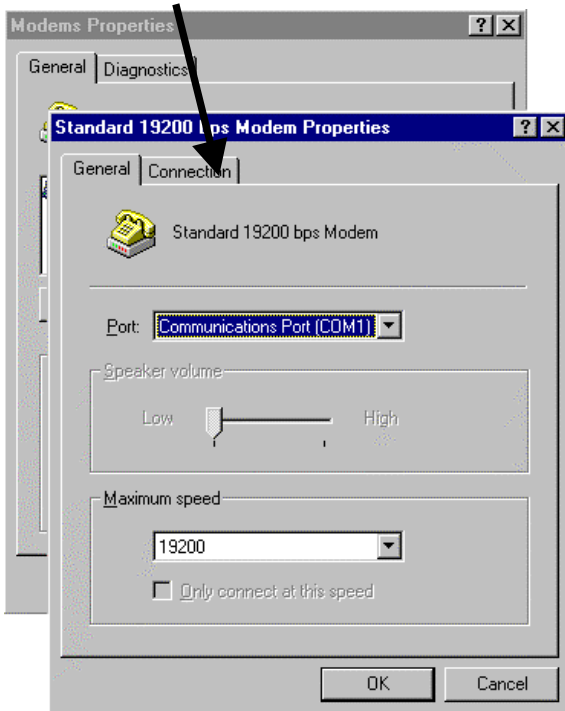 Modems Properties
General Diagnostics
Standard 19200 bps Modem Properties
General Connection
Standard 19200 bps Modem
Port: Communications Port (COM1)
Speaker volume
Low High
Maximum speed
19200
Only connect at this speed
OK Cancel